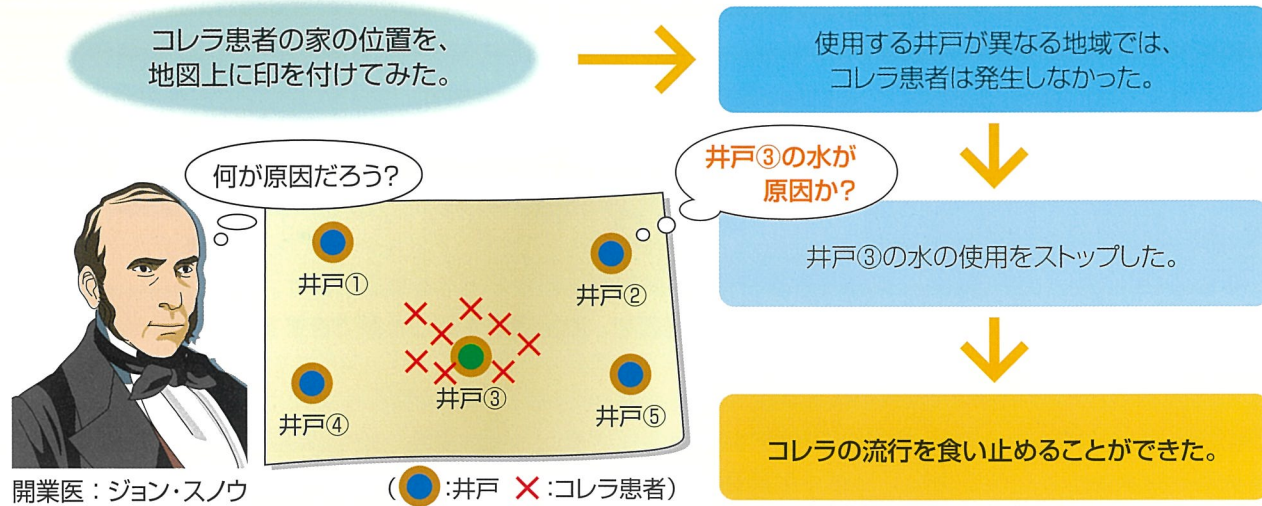 コレラ患者の家の位置を、
地図上に印を付けてみた。
使用する井戸が異なる地域では、
コレラ患者は発生しなかった。
何が原因だろう?
井戸③の水が
原因か?
井戸①
井戸②
井戸③
井戸④
井戸⑤
井戸③の水の使用をストップした。
コレラの流行を食い止めることができた。
開業医：ジョン・スノウ
(:井戸 ×:コレラ患者)